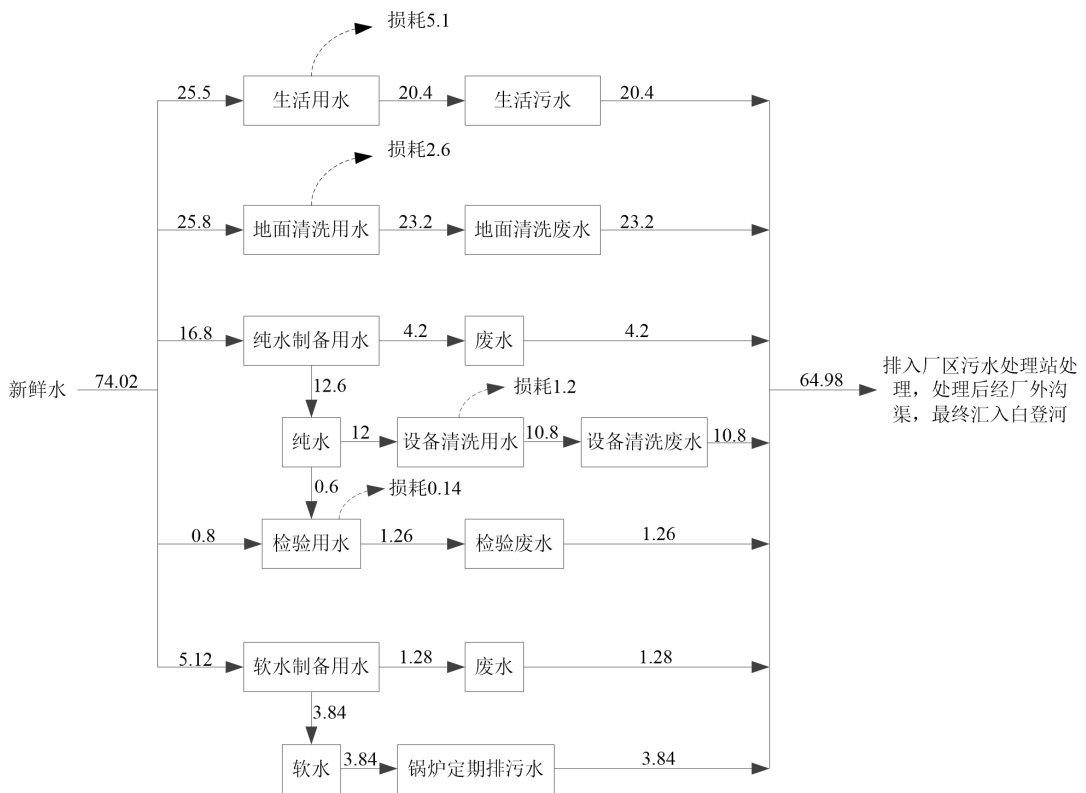 损耗5.1
25.5
生活用水
20.4
生活污水
20.4
损耗2.6
25.8
地面清洗用水
23.2
地面清洗废水
23.2
16.8
纯水制备用水
4.2
废水
4.2
新鲜水
74.02
12.6
损耗1.2
纯水
12
设备清洗用水
10.8
设备清洗废水
10.8
64.98
排入厂区污水处理站处
理，处理后经厂外沟
渠，最终汇入白登河
0.6
损耗0.14
0.8
检验用水
1.26
检验废水
1.26
5.12
软水制备用水
1.28
废水
1.28
3.84
软水
3.84
锅炉定期排污水
3.84